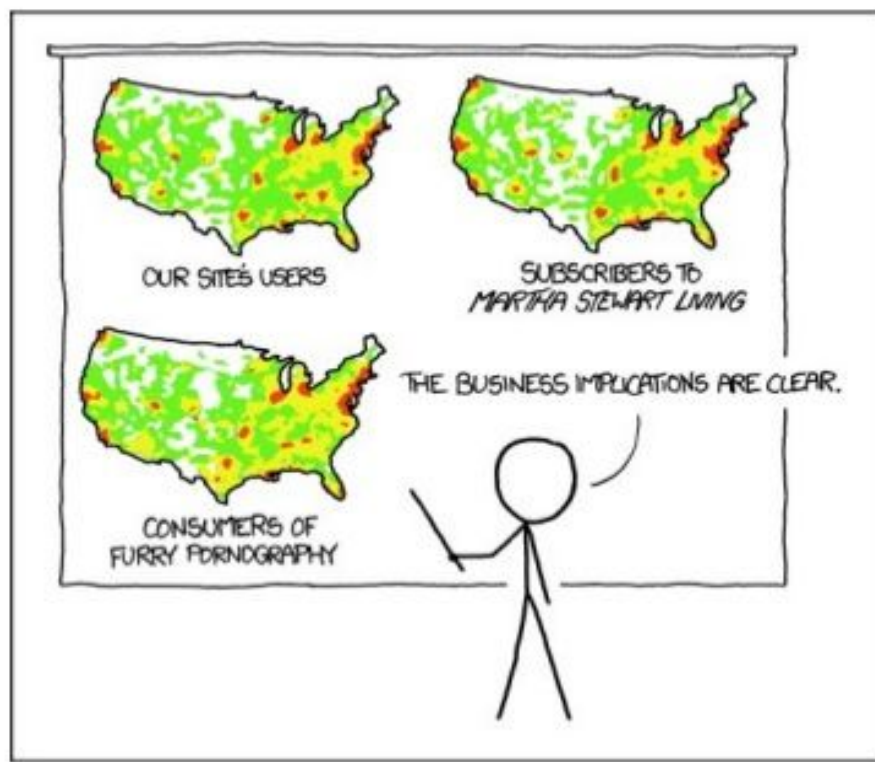 OUR SITE'S USERS
SUBSCRIBERS TO
MARTHA STEWART LIVING
CONSUMERS OF
FURRY PORNOGRAPHY
THE BUSINESS IMPLICATIONS ARE CLEAR.